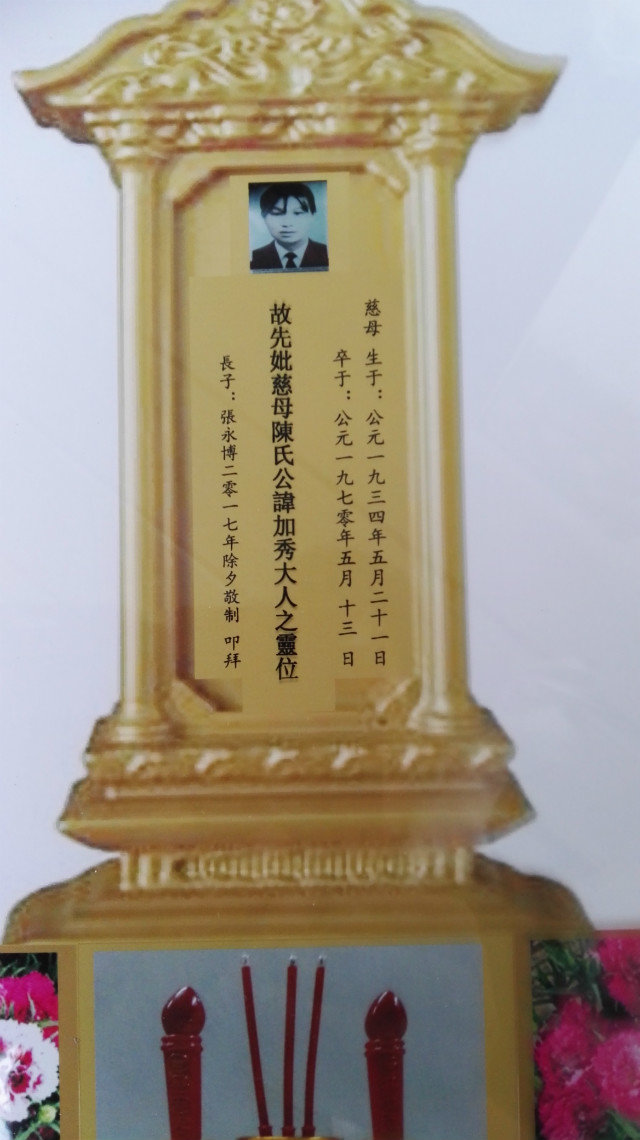 慈母 生于：公元一九三四年五月二十一日
卒于：公元一九七零年五月 十三 日
故先妣慈母陳氏公諱加秀大人之靈位
長子：張永博二零一七年除夕敬制 叩拜